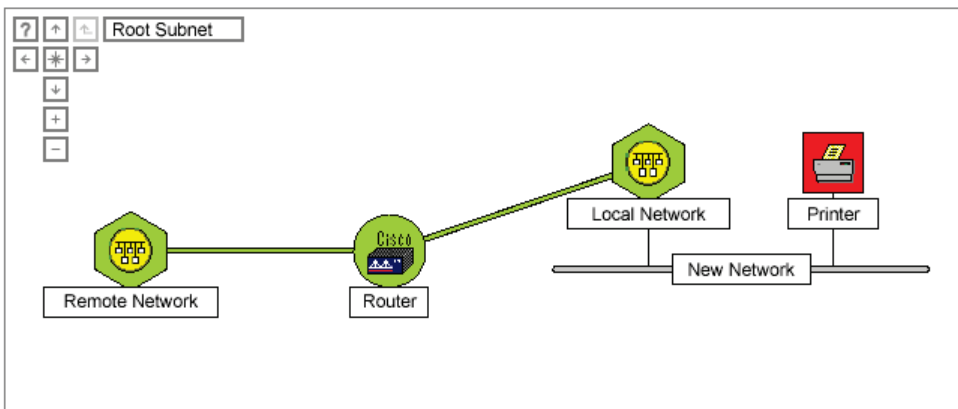 ? Root Subnet
Local Network
Printer
New Network
Cisco
Remote Network
Router